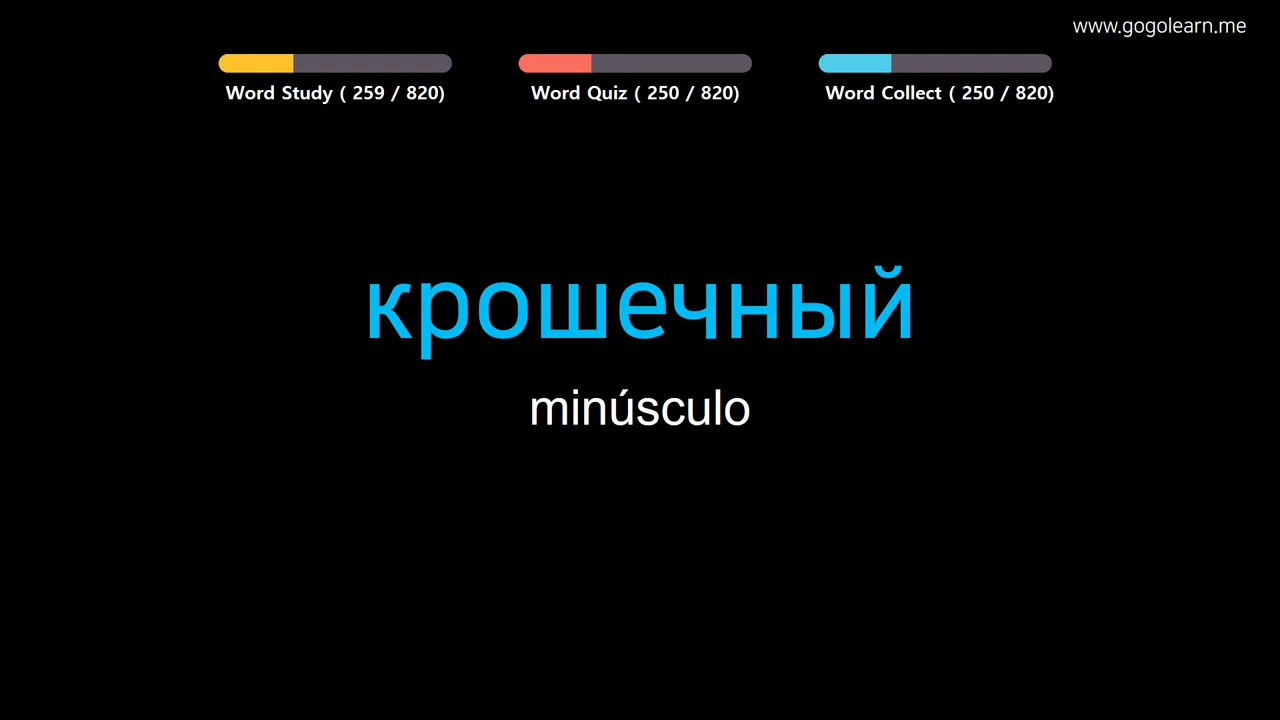 www.gogolearn.me
Word Study ( 259 / 820)
Word Quiz ( 250 / 820)
Word Collect ( 250 / 820)
крошечный
minúsculo